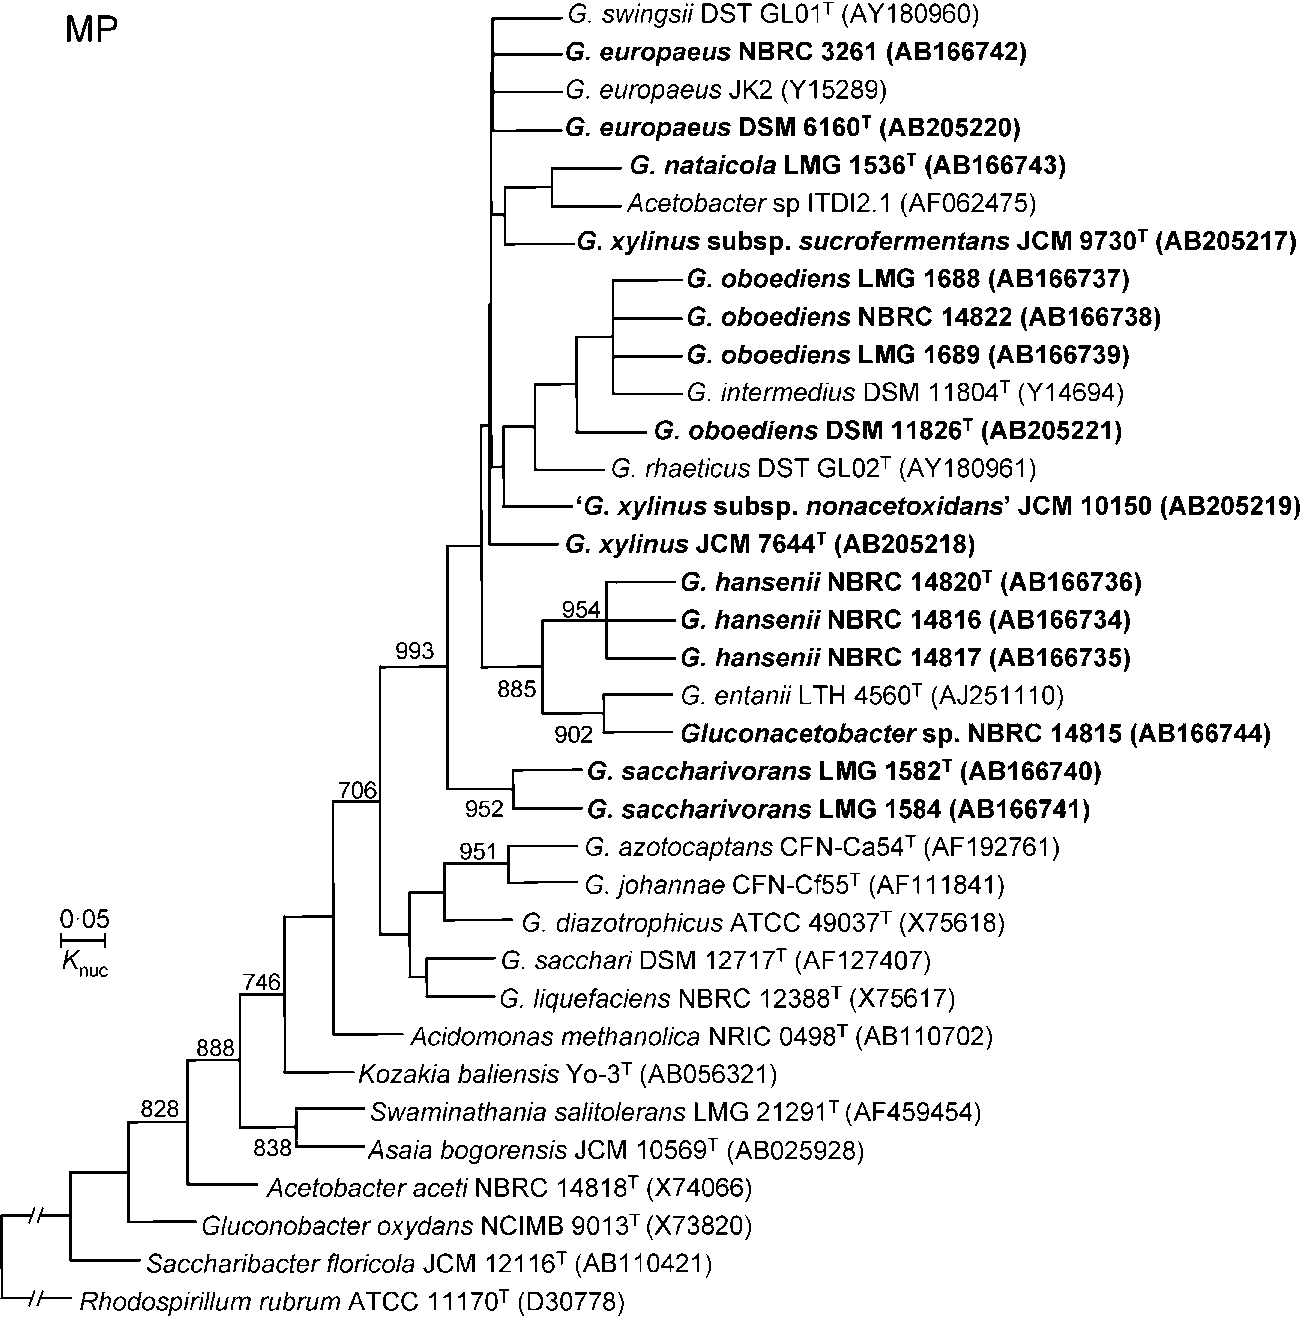 MP
G. swingsii DST GL01ᵀ (AY180960)
G. europaeus NBRC 3261 (AB166742)
G. europaeus JK2 (Y15289)
G. europaeus DSM 6160ᵀ (AB205220)
G. nataicola LMG 1536ᵀ (AB166743)
Acetobacter sp ITDI2.1 (AF062475)
G. xylinus subsp. sucrofermentans JCM 9730ᵀ (AB205217)
G. oboediens LMG 1688 (AB166737)
G. oboediens NBRC 14822 (AB166738)
G. oboediens LMG 1689 (AB166739)
G. intermedius DSM 11804ᵀ (Y14694)
G. oboediens DSM 11826ᵀ (AB205221)
G. rhaeticus DST GL02ᵀ (AY180961)
‘G. xylinus subsp. nonacetoxidans’ JCM 10150 (AB205219)
G. xylinus JCM 7644ᵀ (AB205218)
G. hansenii NBRC 14820ᵀ (AB166736)
954
G. hansenii NBRC 14816 (AB166734)
993
G. hansenii NBRC 14817 (AB166735)
885
G. entanii LTH 4560ᵀ (AJ251110)
902
Gluconacetobacter sp. NBRC 14815 (AB166744)
G. saccharivorans LMG 1582ᵀ (AB166740)
706
952
G. saccharivorans LMG 1584 (AB166741)
951
G. azotocaptans CFN-Ca54ᵀ (AF192761)
G. johannae CFN-Cf55ᵀ (AF111841)
0·05
G. diazotrophicus ATCC 49037ᵀ (X75618)
Knuc
G. sacchari DSM 12717ᵀ (AF127407)
746
G. liquefaciens NBRC 12388ᵀ (X75617)
Acidomonas methanolica NRIC 0498ᵀ (AB110702)
888
Kozakia baliensis Yo-3ᵀ (AB056321)
828
Swaminathania salitolerans LMG 21291ᵀ (AF459454)
838
Asaia bogorensis JCM 10569ᵀ (AB025928)
Acetobacter aceti NBRC 14818ᵀ (X74066)
Gluconobacter oxydans NCIMB 9013ᵀ (X73820)
Saccharibacter floricola JCM 12116ᵀ (AB110421)
Rhodospirillum rubrum ATCC 11170ᵀ (D30778)